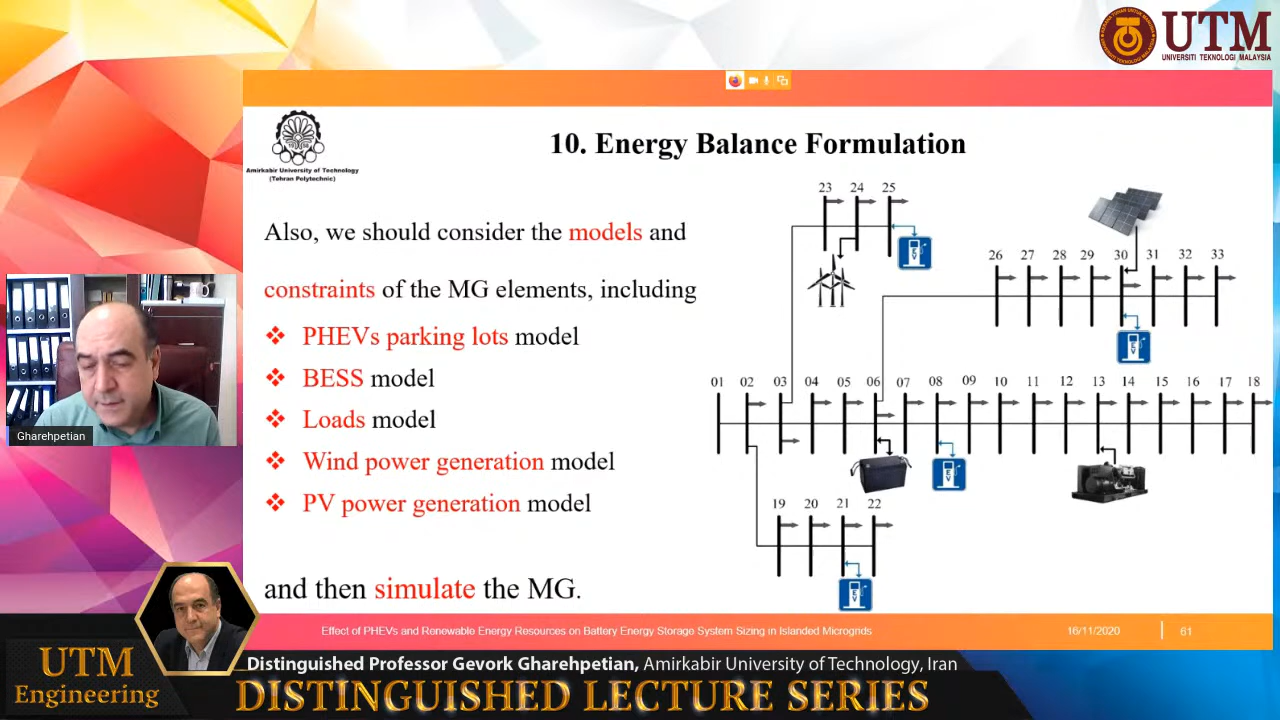 UTM
UNIVERSITI TEKNOLOGI MALAYSIA
Amirkabir University of Technology
(Tehran Polytechnic)
10. Energy Balance Formulation
Also, we should consider the models and
constraints of the MG elements, including
❖ PHEVs parking lots model
❖ BESS model
❖ Loads model
❖ Wind power generation model
❖ PV power generation model
and then simulate the MG.
23 24 25
EV
26 27 28 29 30 31 32 33
EV
01 02 03 04 05 06 07 08 09 10 11 12 13 14 15 16 17 18
EV
19 20 21 22
EV
Gharehpetian
Effect of PHEVs and Renewable Energy Resources on Battery Energy Storage System Sizing in Islanded Microgrids
16/11/2020
61
UTM
Engineering
Distinguished Professor Gevork Gharehpetian, Amirkabir University of Technology, Iran
DISTINGUISHED LECTURE SERIES